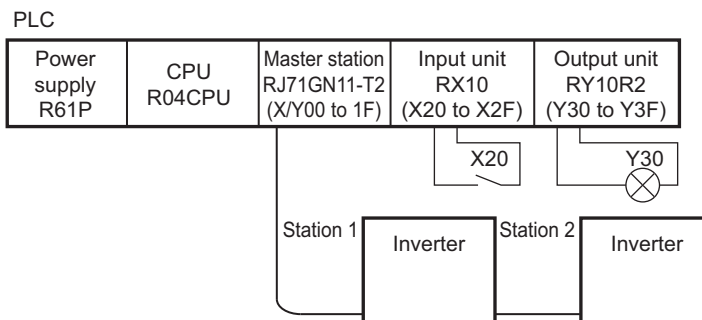 PLC
Power
supply
R61P
CPU
R04CPU
Master station
RJ71GN11-T2
(X/Y00 to 1F)
Input unit
RX10
(X20 to X2F)
Output unit
RY10R2
(Y30 to Y3F)
X20
Y30
Station 1
Inverter
Station 2
Inverter